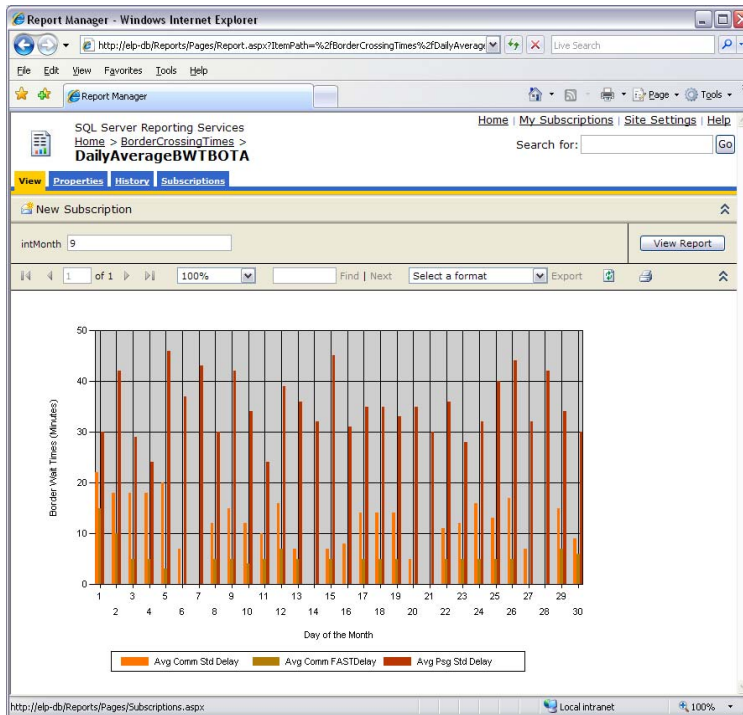 Report Manager - Windows Internet Explorer
http://elp-db/Reports/Pages/Report.aspx?ItemPath=%2fBorderCrossingTimes%2fDailyAverage
Live Search
File Edit View Favorites Tools Help
Report Manager
Page Tools
SQL Server Reporting Services
Home | My Subscriptions | Site Settings | Help
Home > BorderCrossingTimes >
DailyAverageBWTBOTA
Search for: Go
View Properties History Subscriptions
New Subscription
intMonth 9 View Report
1 of 1 100% Find | Next Select a format Export
50
40
30
20
10
0
Border Wait Times (Minutes)
1 3 5 7 9 11 13 15 17 19 21 23 25 27 29
2 4 6 8 10 12 14 16 18 20 22 24 26 28 30
Day of the Month
Avg Comm Std Delay Avg Comm FASTDelay Avg Psg Std Delay
http://elp-db/Reports/Pages/Subscriptions.aspx Local intranet 100%